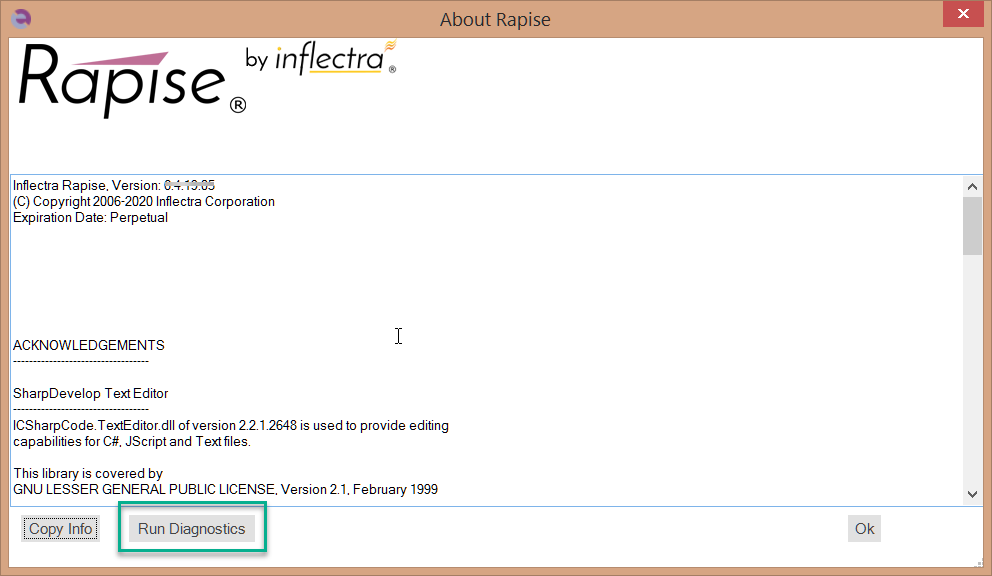 About Rapise
Rapise® by inflectra®
Inflectra Rapise, Version:
(C) Copyright 2006-2020 Inflectra Corporation
Expiration Date: Perpetual
ACKNOWLEDGEMENTS
----------------------------------
SharpDevelop Text Editor
----------------------------------
ICSharpCode.TextEditor.dll of version 2.2.1.2648 is used to provide editing
capabilities for C#, JScript and Text files.
This library is covered by
GNU LESSER GENERAL PUBLIC LICENSE, Version 2.1, February 1999
Copy Info Run Diagnostics Ok